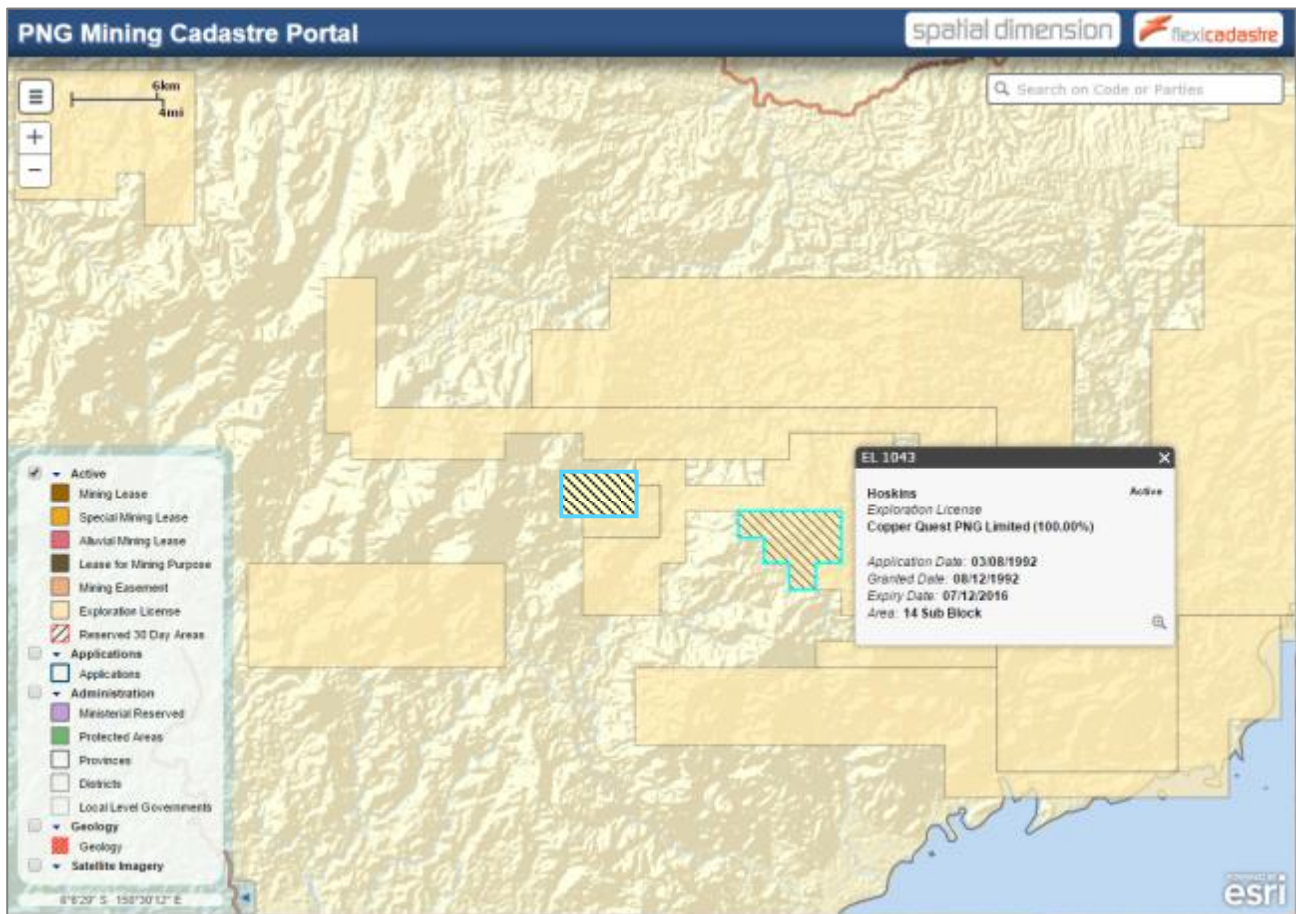 PNG Mining Cadastre Portal
spatial dimension
flexicadastre
6km
4mi
Search on Code or Parties
+
−
EL 1043
Hoskins
Active
Exploration License
Copper Quest PNG Limited (100.00%)
Application Date: 03/08/1992
Granted Date: 08/12/1992
Expiry Date: 07/12/2016
Area: 14 Sub Block
Active
Mining Lease
Special Mining Lease
Alluvial Mining Lease
Lease for Mining Purpose
Mining Easement
Exploration License
Reserved 30 Day Areas
Applications
Applications
Administration
Ministerial Reserved
Protected Areas
Provinces
Districts
Local Level Governments
Geology
Geology
Satellite Imagery
esri